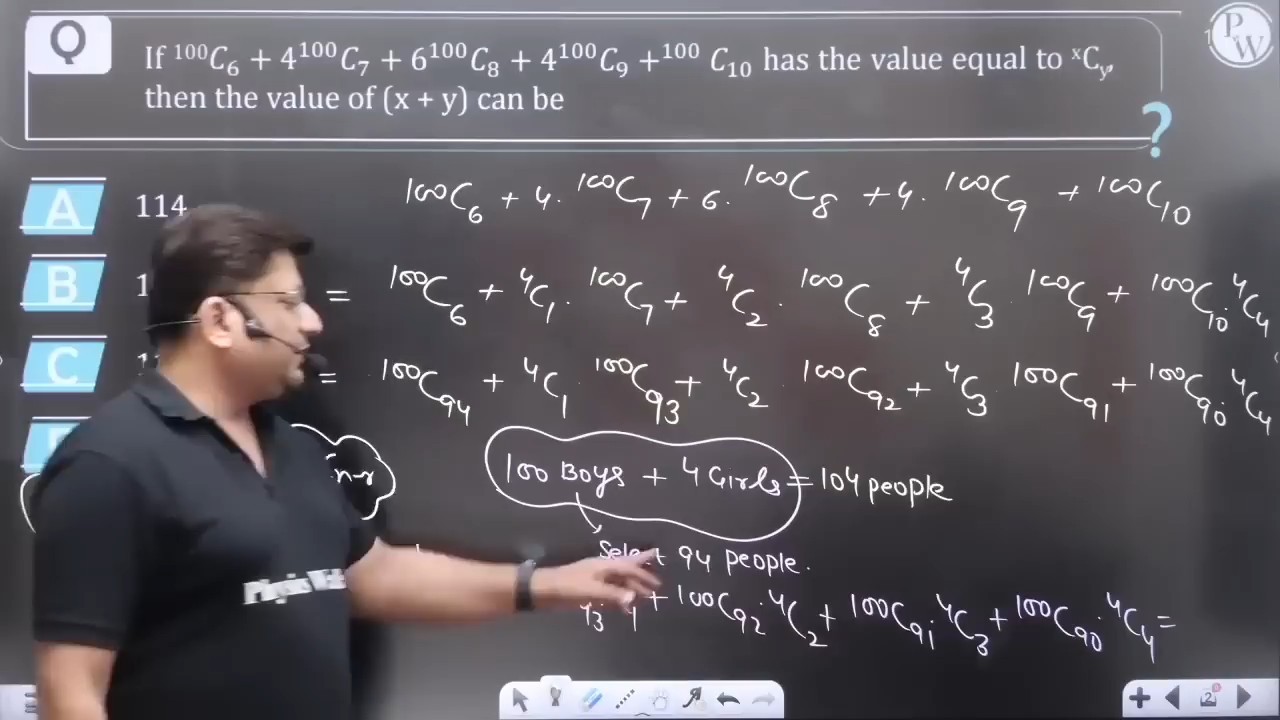 Q
If ¹⁰⁰C₆ + 4¹⁰⁰C₇ + 6¹⁰⁰C₈ + 4¹⁰⁰C₉ +¹⁰⁰ C₁₀ has the value equal to ˣCᵧ,
then the value of (x + y) can be
?
PW
A 114
¹⁰⁰C₆ + 4. ¹⁰⁰C₇ + 6. ¹⁰⁰C₈ + 4. ¹⁰⁰C₉ + ¹⁰⁰C₁₀
B 1
= ¹⁰⁰C₆ + ⁴C₁. ¹⁰⁰C₇ + ⁴C₂. ¹⁰⁰C₈ + ⁴C₃. ¹⁰⁰C₉ + ¹⁰⁰C₁₀. ⁴C₄
C
= ¹⁰⁰C₉₄ + ⁴C₁ ¹⁰⁰C₉₃ + ⁴C₂. ¹⁰⁰C₉₂ + ⁴C₃. ¹⁰⁰C₉₁ + ¹⁰⁰C₉₀. ⁴C₄
n-r
100 Boys + 4 Girls = 104 people
Select 94 people.
+ ¹⁰⁰C₉₂. ⁴C₂ + ¹⁰⁰C₉₁. ⁴C₃ + ¹⁰⁰C₉₀. ⁴C₄ =
2